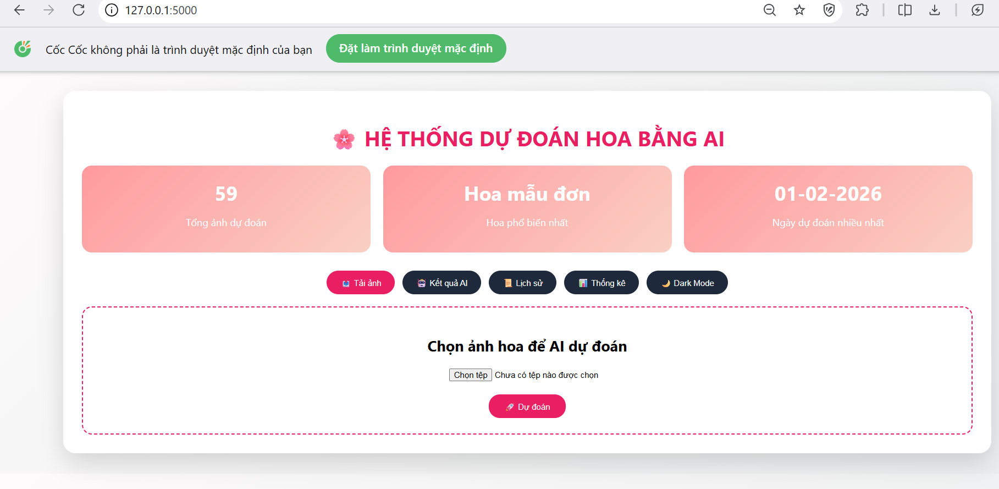 127.0.0.1:5000
Cốc Cốc không phải là trình duyệt mặc định của bạn
Đặt làm trình duyệt mặc định
HỆ THỐNG DỰ ĐOÁN HOA BẰNG AI
59
Tổng ảnh dự đoán
Hoa mẫu đơn
Hoa phổ biến nhất
01-02-2026
Ngày dự đoán nhiều nhất
Tải ảnh
Kết quả AI
Lịch sử
Thống kê
Dark Mode
Chọn ảnh hoa để AI dự đoán
Chọn tệp Chưa có tệp nào được chọn
Dự đoán